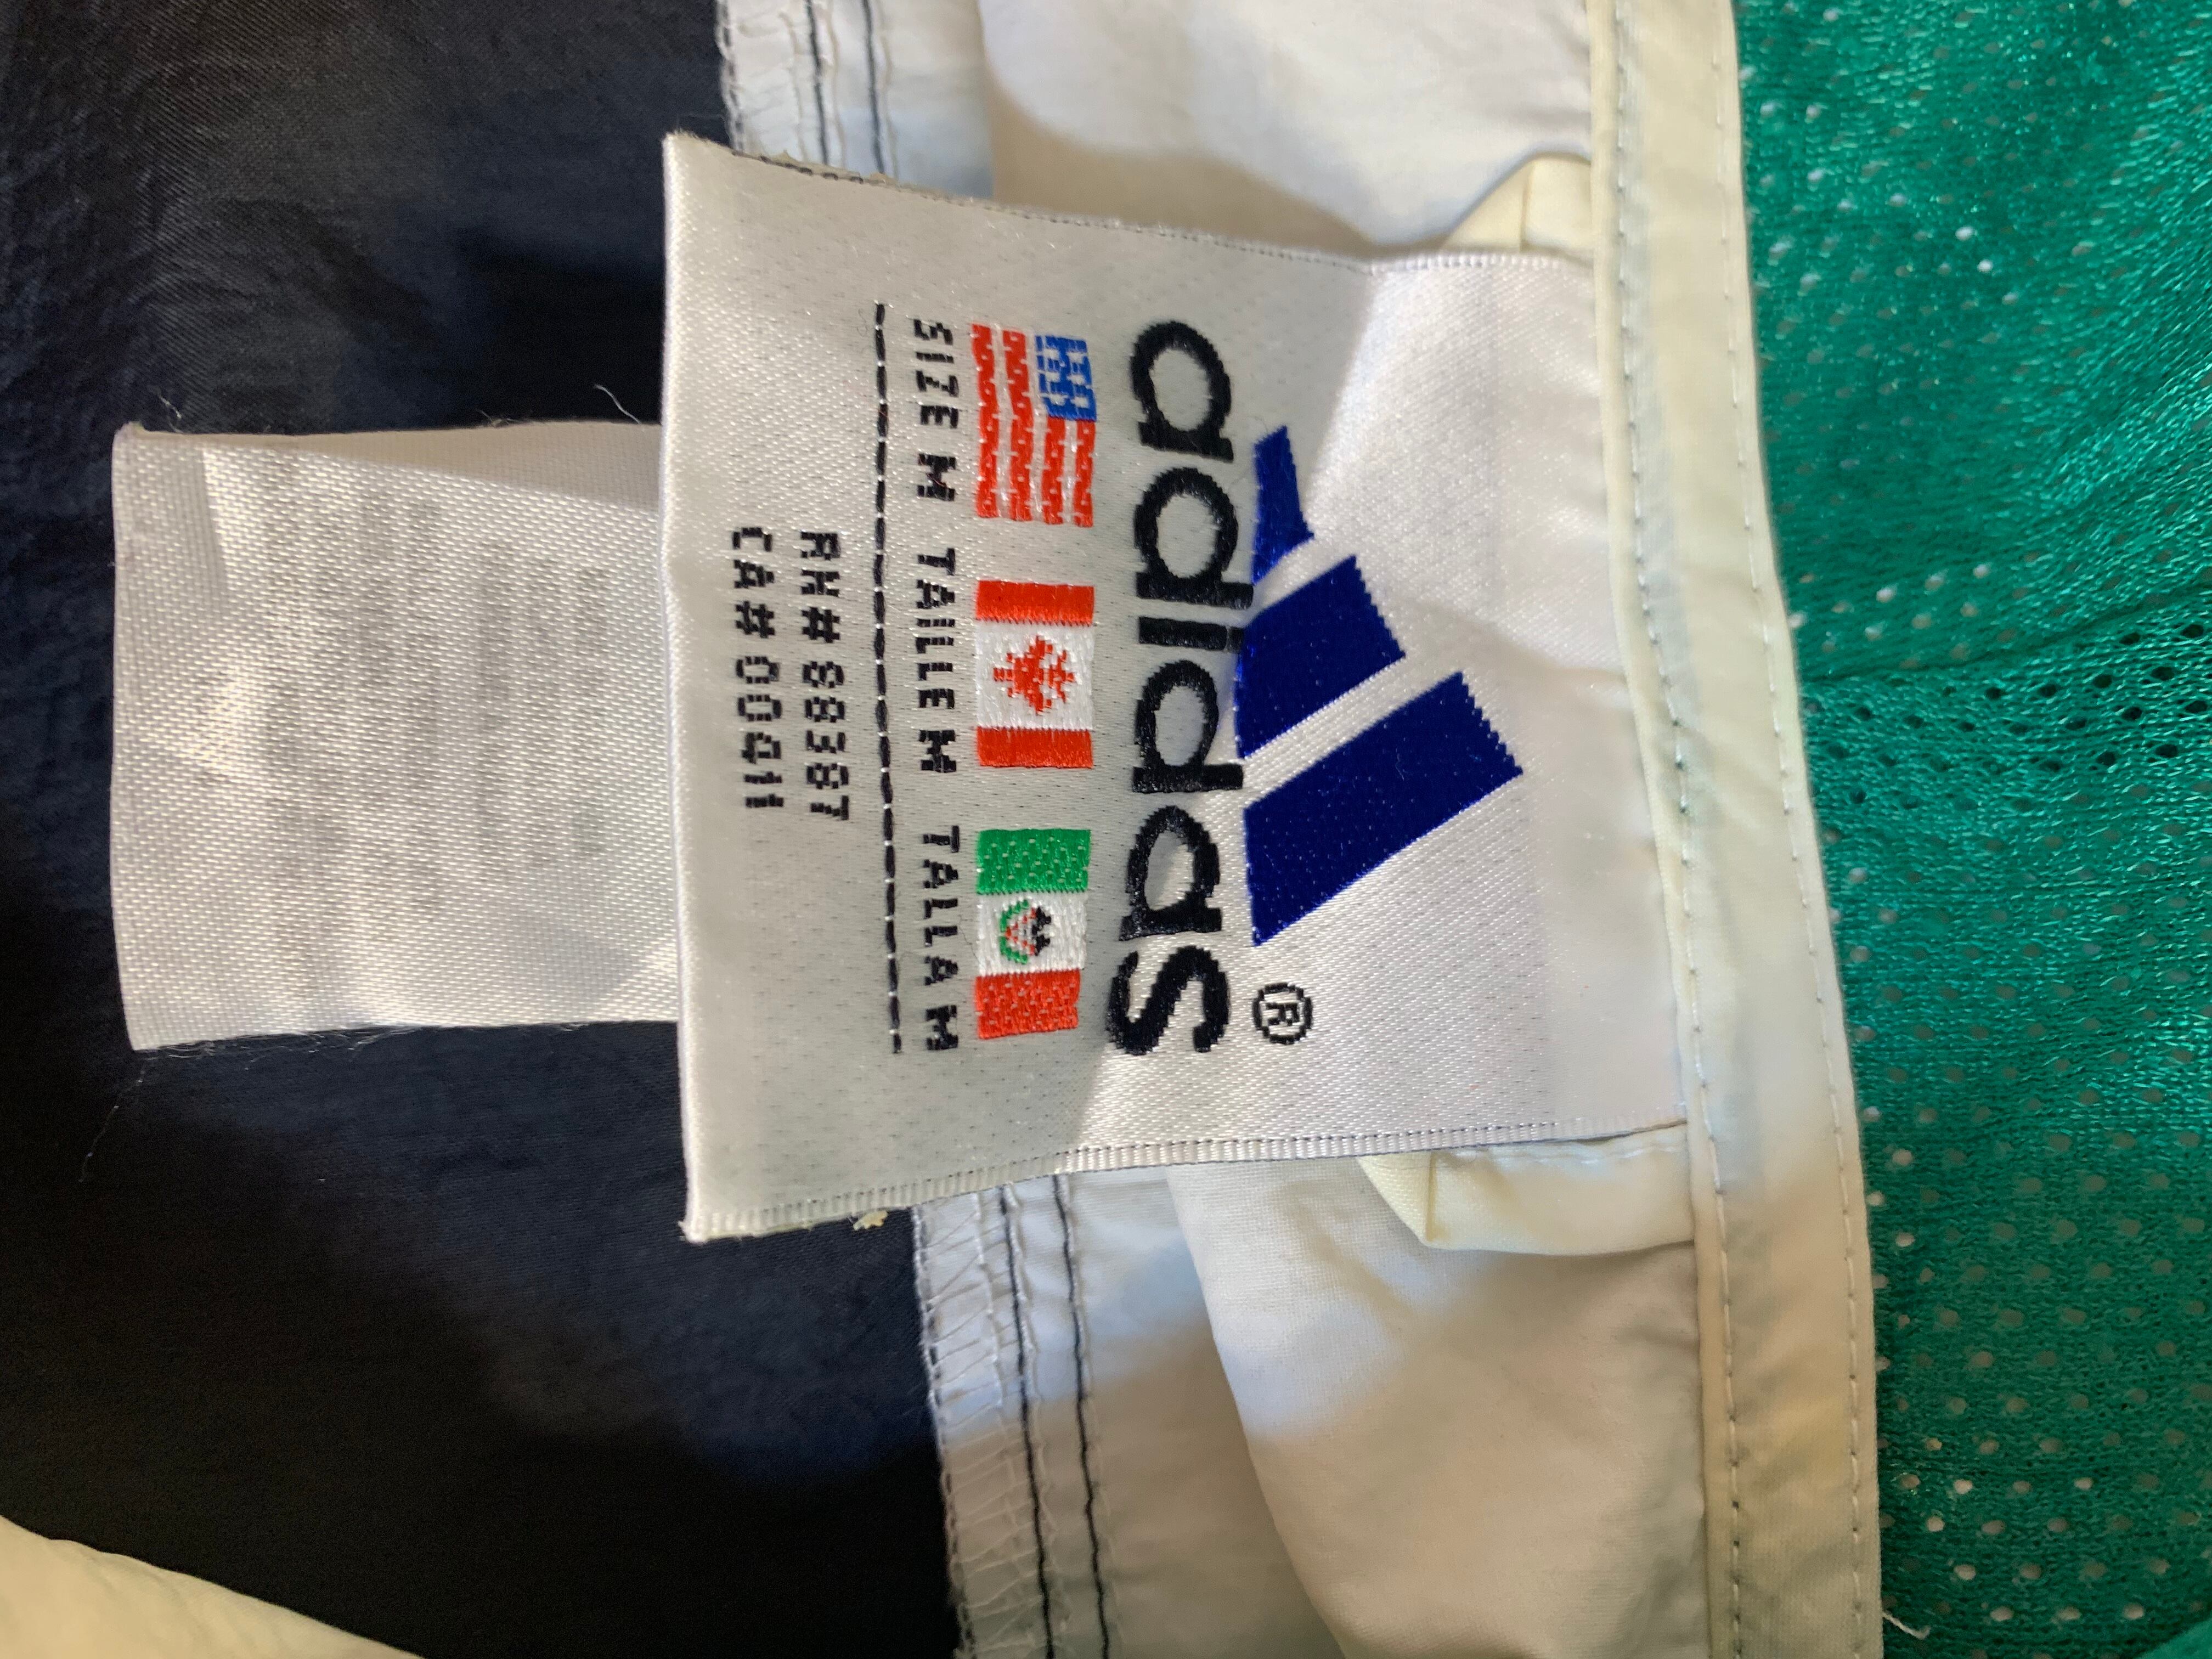 ®
adidas
SIZE M TAILLE M TALLA M
RN# 88387
CA# 00411